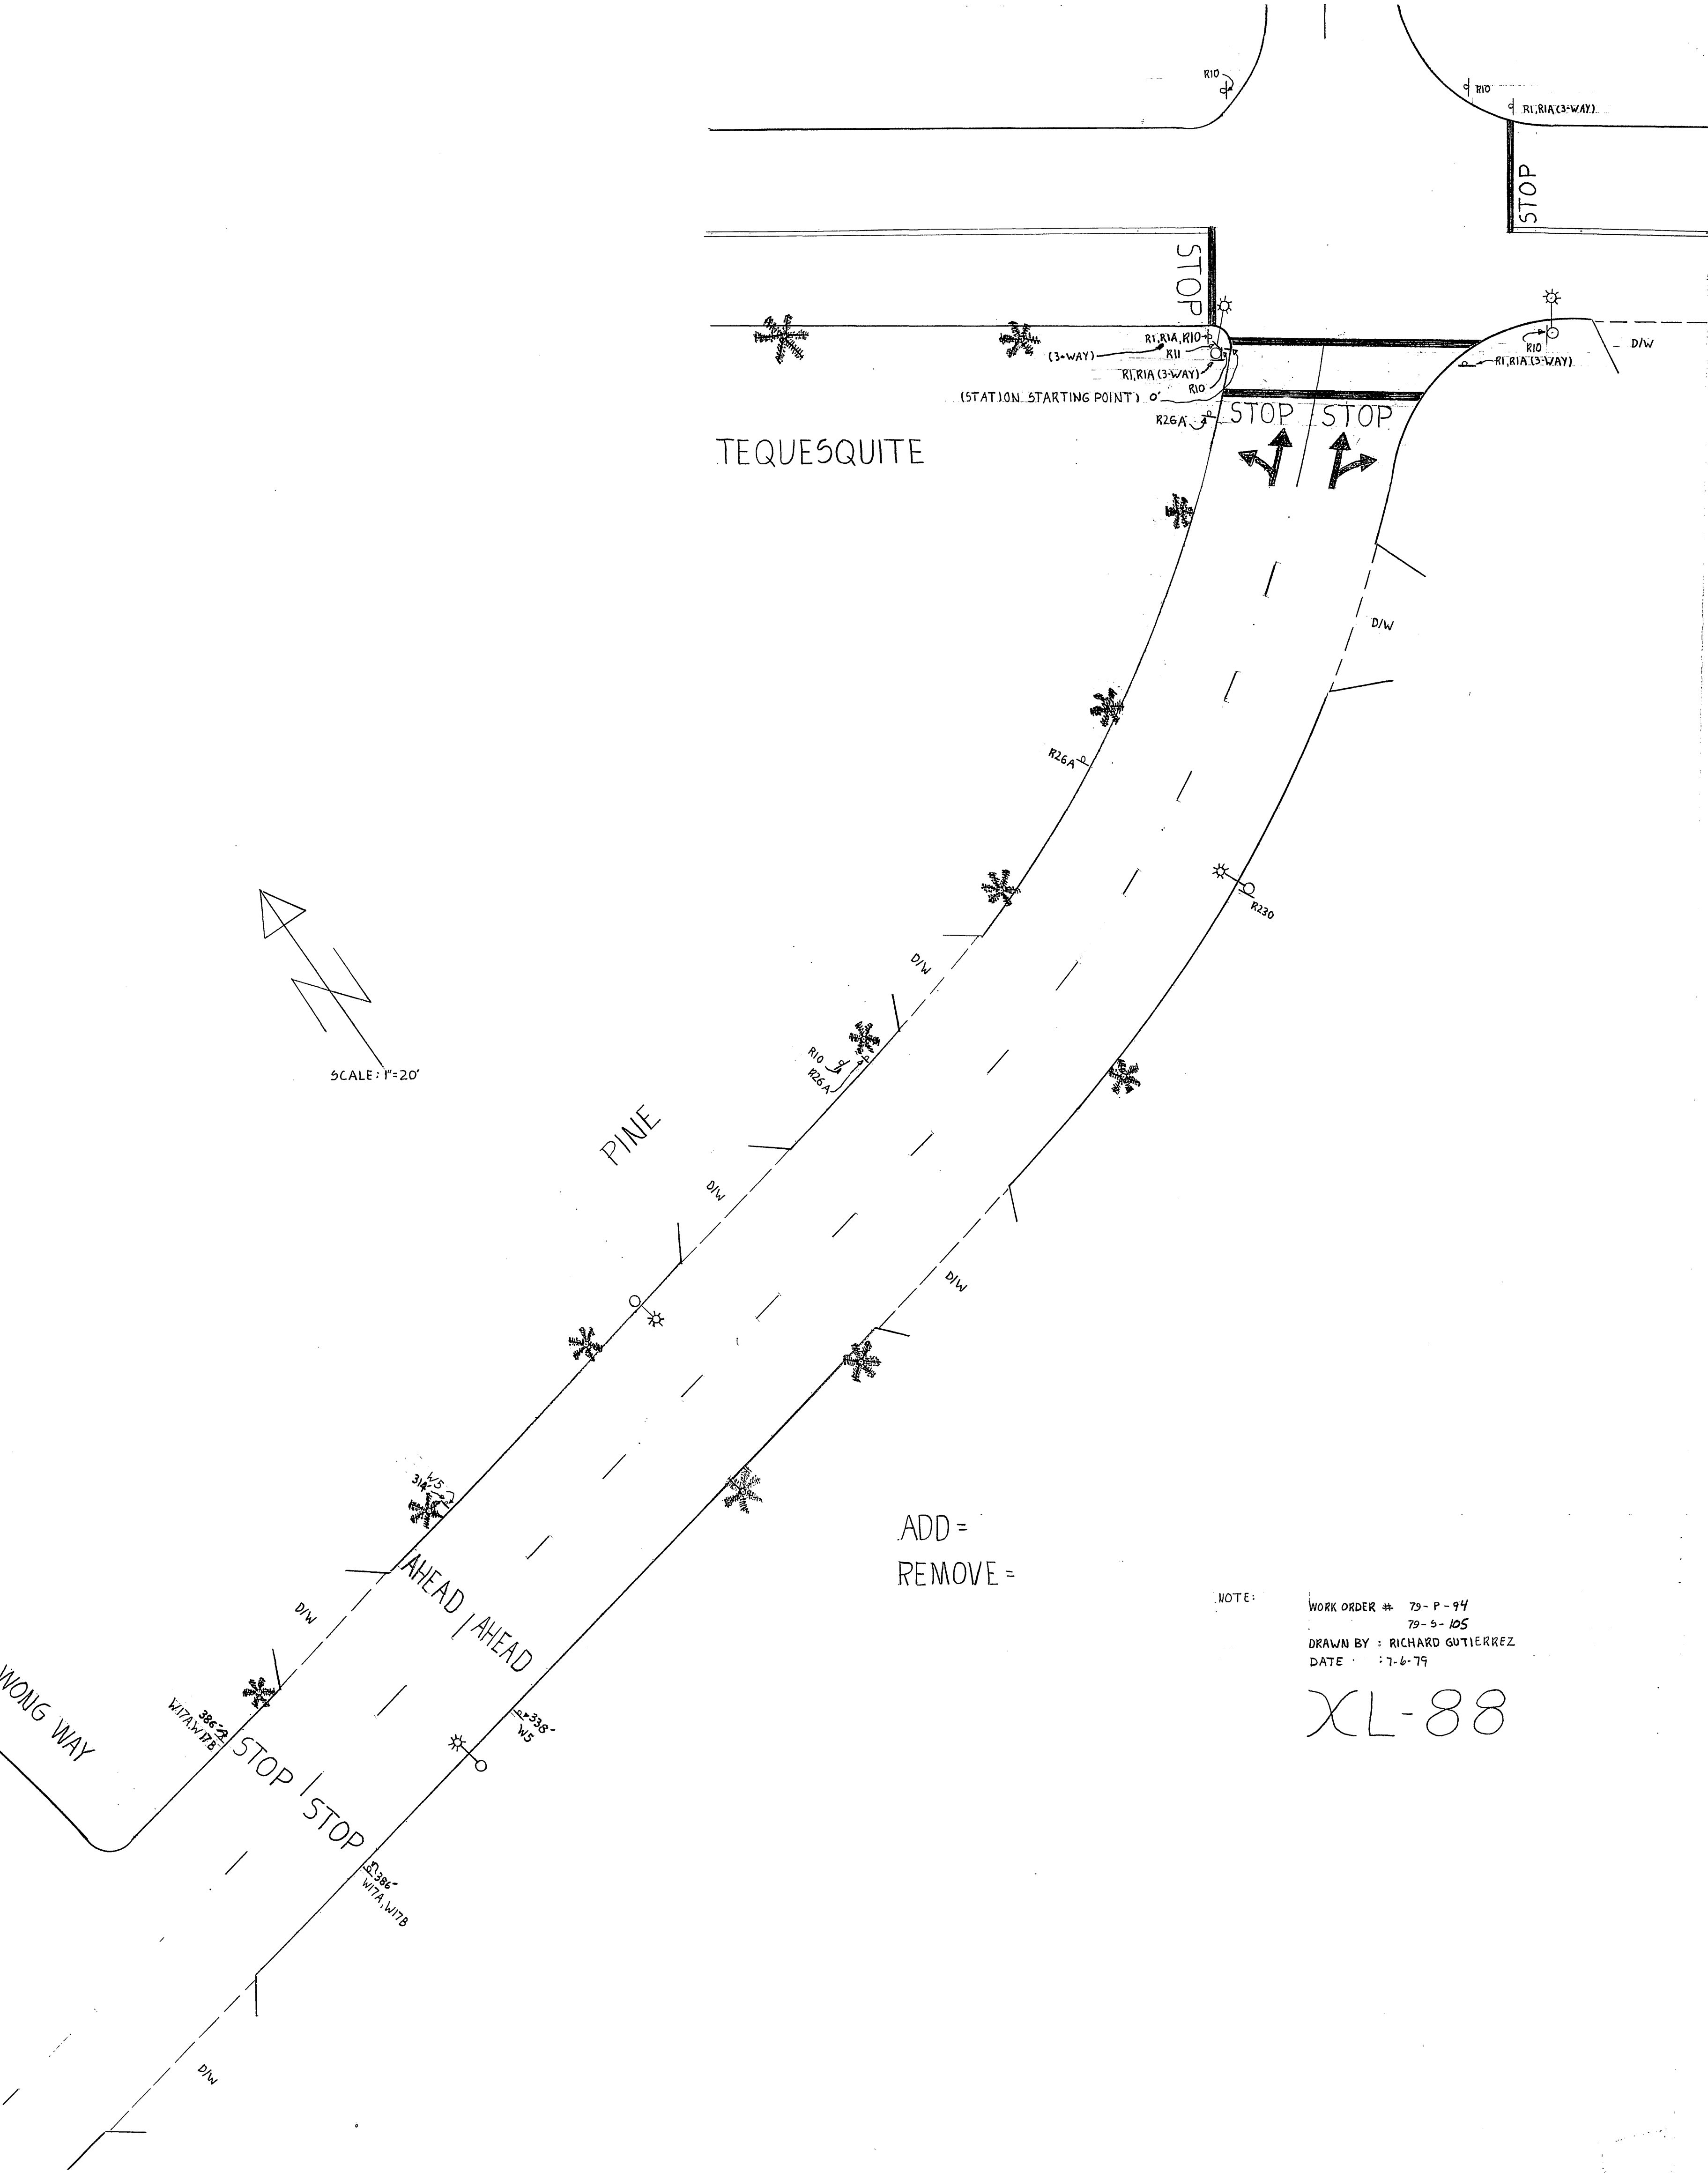 R10
R10
R1,R1A (3-WAY)
STOP
STOP
R1,R1A,R10
(3-WAY)
R11
R1,R1A (3-WAY)
R10
(STATION STARTING POINT) 0'
R26A
R10
R1,R1A (3-WAY)
D/W
STOP STOP
TEQUESQUITE
D/W
R26A
R230
D/W
R10
R26A
SCALE: 1"=20'
PINE
D/W
D/W
W5
314'
AHEAD AHEAD
ADD =
REMOVE =
NOTE:
WORK ORDER # 79-P-94
79-S-105
DRAWN BY : RICHARD GUTIERREZ
DATE : 7-6-79
XL-88
D/W
WONG WAY
386'
W17A,W17B
338'
W5
STOP STOP
386'
W17A,W17B
D/W